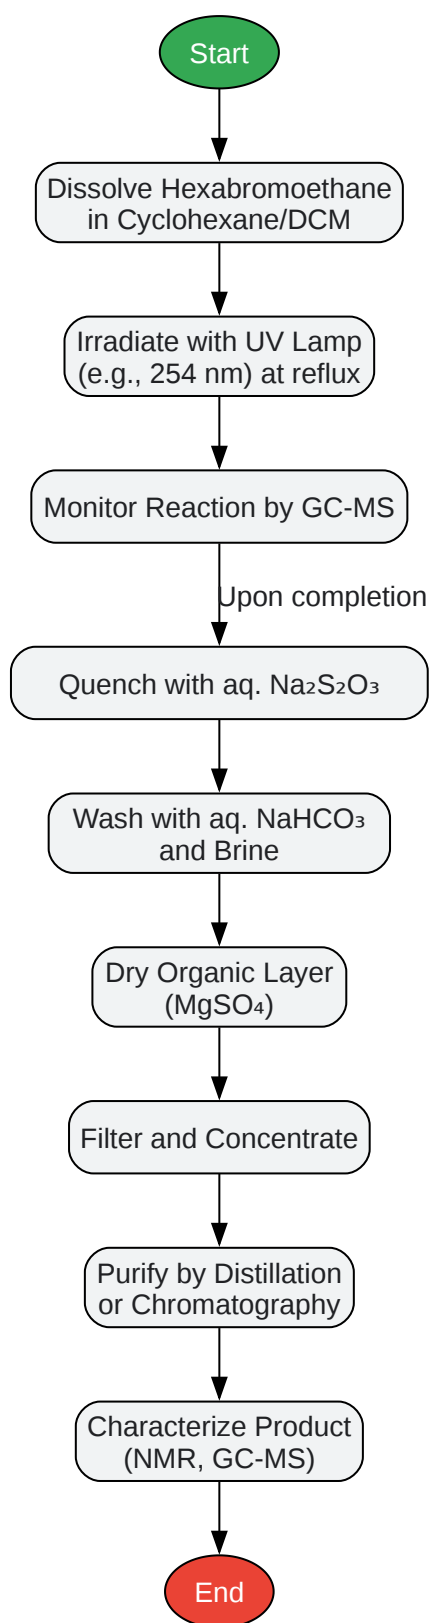 Start
Dissolve Hexabromoethane
in Cyclohexane/DCM
Irradiate with UV Lamp
(e.g., 254 nm) at reflux
Monitor Reaction by GC-MS
Upon completion
Quench with aq. Na₂S₂O₃
Wash with aq. NaHCO₃
and Brine
Dry Organic Layer
(MgSO₄)
Filter and Concentrate
Purify by Distillation
or Chromatography
Characterize Product
(NMR, GC-MS)
End